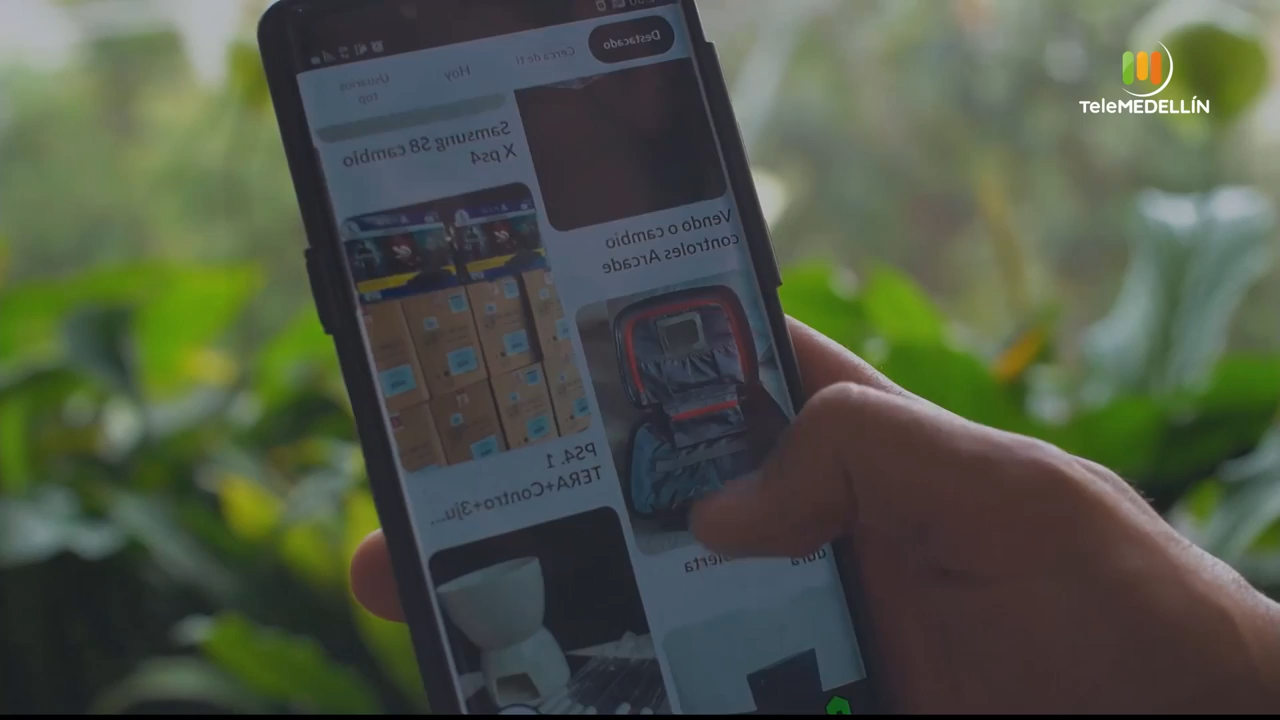 TeleMEDELLÍN
Destacado
Cerca de ti
Hoy
Usuarios
top
Samsung S8 cambio
X ps4
Vendo o cambio
controles Arcade
PS4. 1
TERA+Contro+3ju...
dura